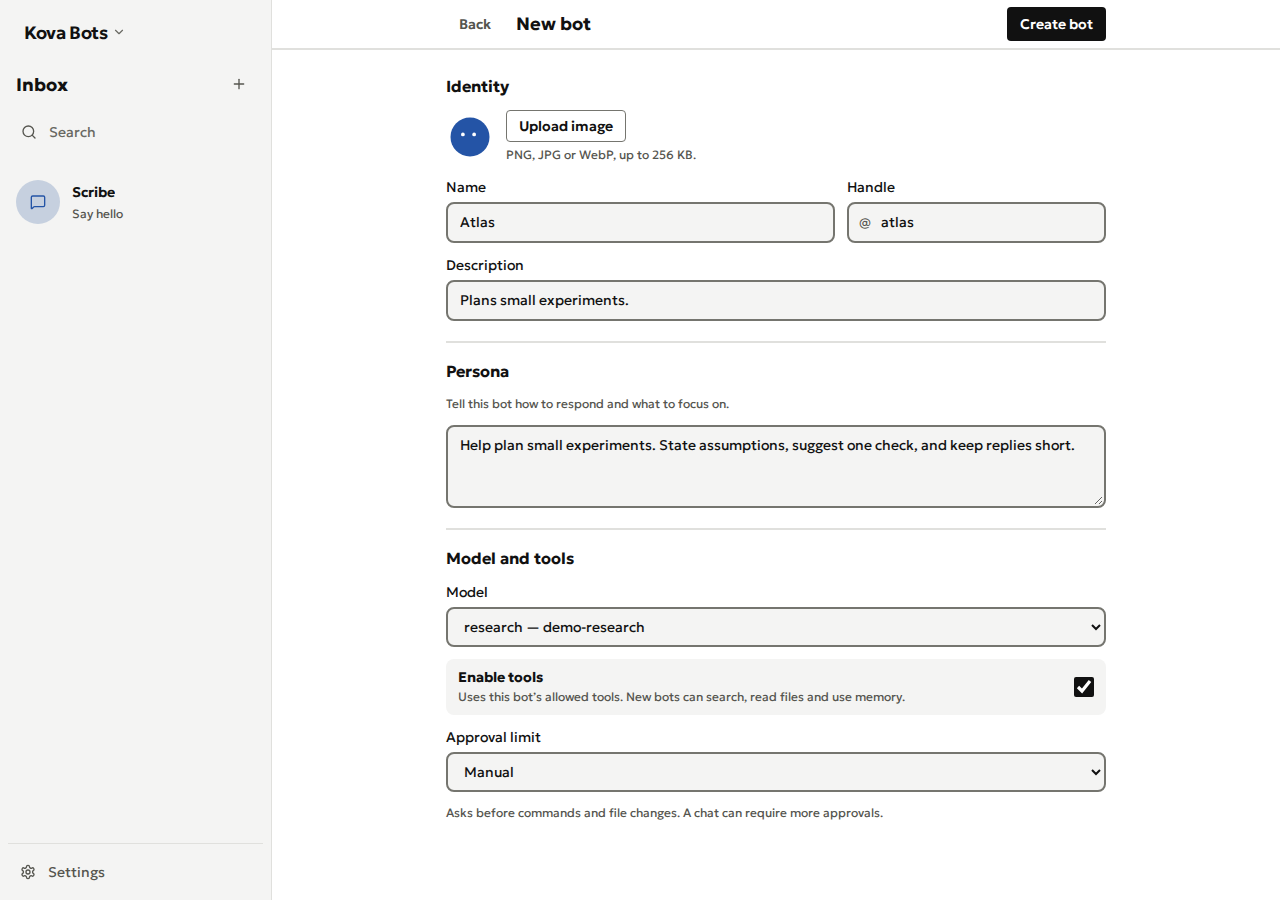 Kova Bots
Inbox
Search
Scribe
Say hello
Settings
Back
New bot
Create bot
Identity
Upload image
PNG, JPG or WebP, up to 256 KB.
Name
Handle
Atlas
@ atlas
Description
Plans small experiments.
Persona
Tell this bot how to respond and what to focus on.
Help plan small experiments. State assumptions, suggest one check, and keep replies short.
Model and tools
Model
research — demo-research
Enable tools
Uses this bot’s allowed tools. New bots can search, read files and use memory.
Approval limit
Manual
Asks before commands and file changes. A chat can require more approvals.